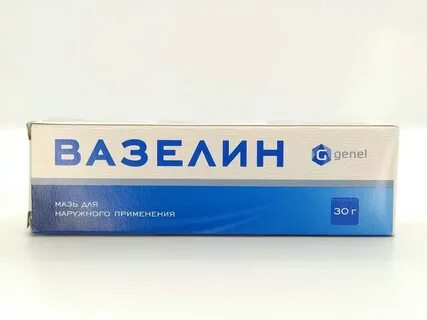 ВАЗЕЛИН
G genel
МАЗЬ ДЛЯ
НАРУЖНОГО ПРИМЕНЕНИЯ
30 г